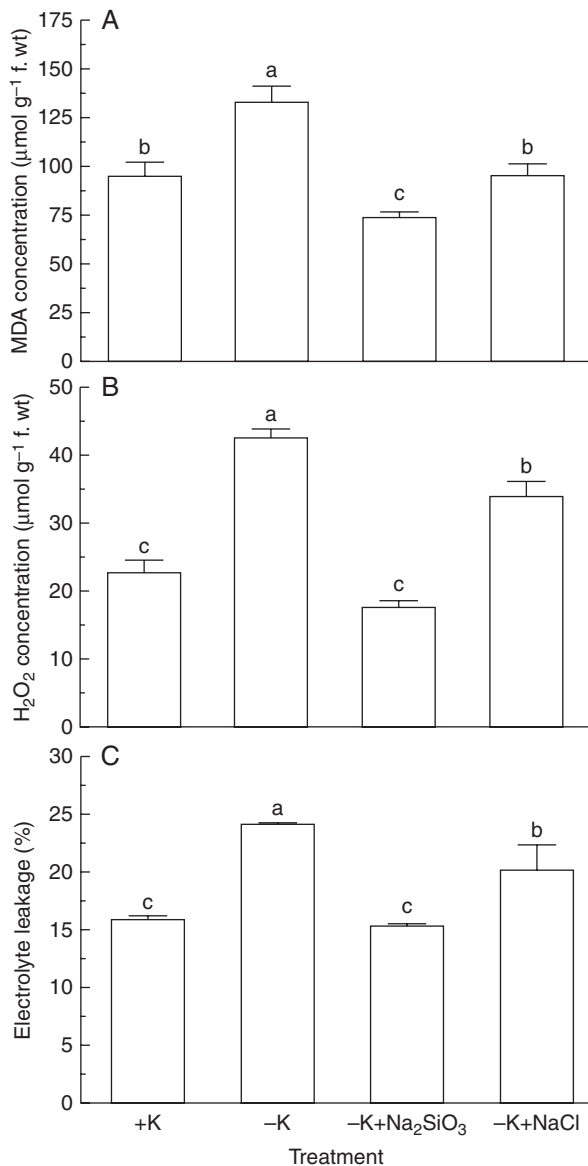 A
MDA concentration (μmol g⁻¹ f. wt)
175
150
125
100
75
50
25
0
b
a
c
b
B
H₂O₂ concentration (μmol g⁻¹ f. wt)
50
40
30
20
10
0
c
a
c
b
C
Electrolyte leakage (%)
30
25
20
15
10
5
0
c
a
c
b
+K
–K
–K+Na₂SiO₃
–K+NaCl
Treatment